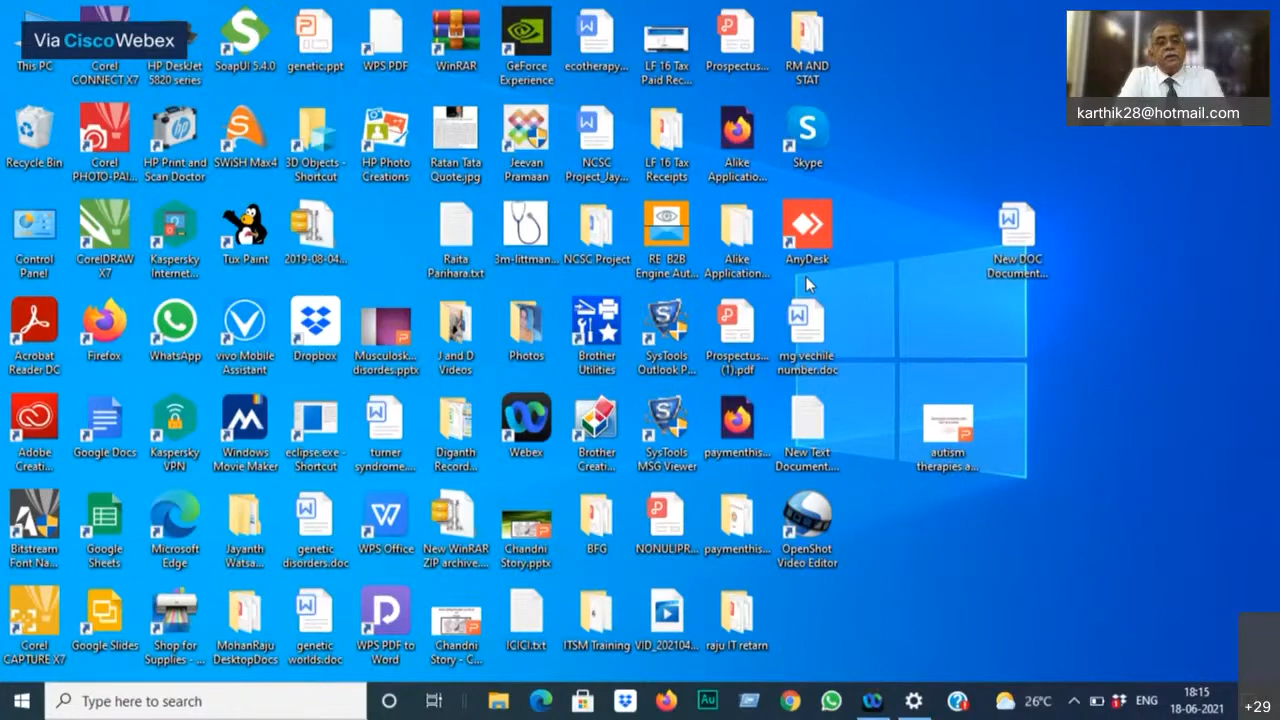 Via Cisco Webex
karthik28@hotmail.com
This PC
Corel
CONNECT X7
HP DeskJet
5820 series
SoapUI 5.4.0
genetic.ppt
WPS PDF
WinRAR
GeForce
Experience
ecotherapy...
LF 16 Tax
Paid Rec...
Prospectus...
RM AND
STAT
Recycle Bin
Corel
PHOTO-PAI...
HP Print and
Scan Doctor
SWiSH Max4
3D Objects -
Shortcut
HP Photo
Creations
Ratan Tata
Quote.jpg
Jeevan
Pramaan
NCSC
Project_Jay...
LF 16 Tax
Receipts
Alike
Applicatio...
Skype
Control
Panel
CorelDRAW
X7
Kaspersky
Internet...
Tux Paint
2019-08-04...
Raita
Parihara.txt
3m-littman...
NCSC Project
RE B2B
Engine Aut...
Alike
Application...
AnyDesk
New DOC
Document...
Acrobat
Reader DC
Firefox
WhatsApp
vivo Mobile
Assistant
Dropbox
Musculosk...
disordes.pptx
J and D
Videos
Photos
Brother
Utilities
SysTools
Outlook P...
Prospectus...
(1).pdf
mg vechile
number.doc
Adobe
Creati...
Google Docs
Kaspersky
VPN
Windows
Movie Maker
eclipse.exe -
Shortcut
turner
syndrome...
Diganth
Record...
Webex
Brother
Creati...
SysTools
MSG Viewer
paymenthis...
New Text
Document...
autism
therapies a...
Bitstream
Font Na...
Google
Sheets
Microsoft
Edge
Jayanth
Watsa...
genetic
disorders.doc
WPS Office
New WinRAR
ZIP archive...
Chandni
Story.pptx
BFG
NONULIPR...
paymenthis...
OpenShot
Video Editor
Corel
CAPTURE X7
Google Slides
Shop for
Supplies - ...
MohanRaju
DesktopDocs
genetic
worlds.doc
WPS PDF to
Word
Chandni
Story - C...
ICICI.txt
ITSM Training
VID_202104...
raju IT retarn
Type here to search
Au
26°C
ENG
18:15
18-06-2021
+29